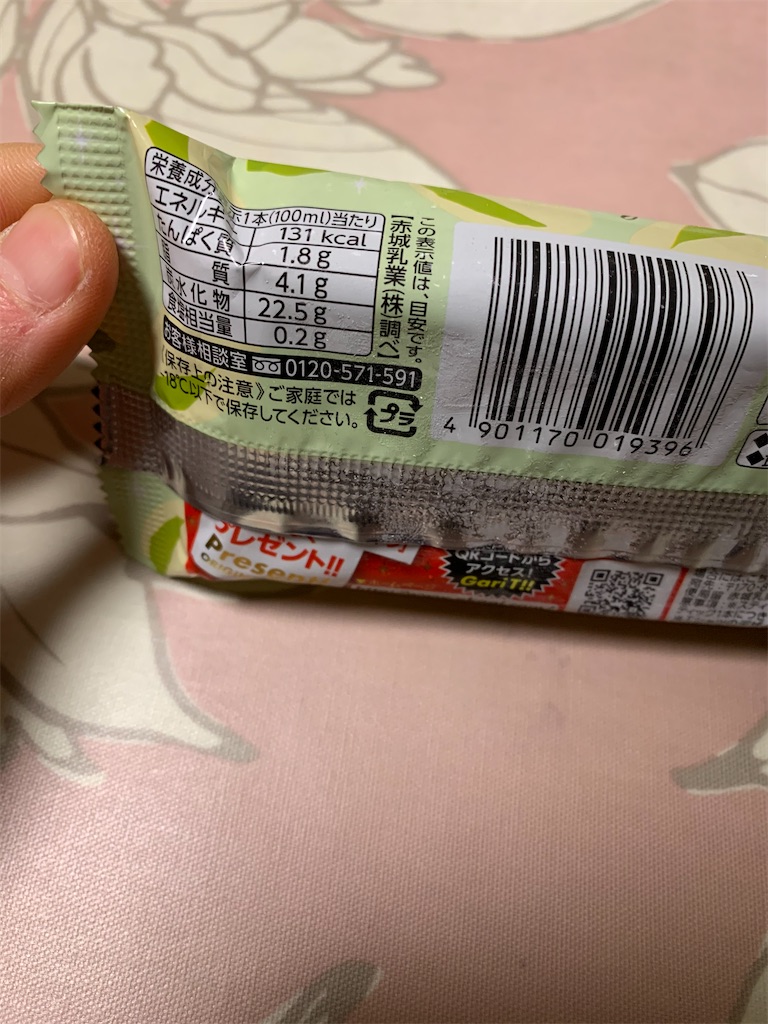 栄養成分
示1本(100ml)当たり
エネルギ 131 kcal
たんぱく質 1.8g
質 4.1g
水化物 22.5g
食塩相当量 0.2g
この表示値は、目安です。
【赤城乳業(株)調べ】
お客様相談室 0120-571-591
《保存上の注意》ご家庭では
-18℃以下で保存してください。
プラ
4 901170 019396
プレゼント!!
Present
QRコードから
アクセス!
GariT!!